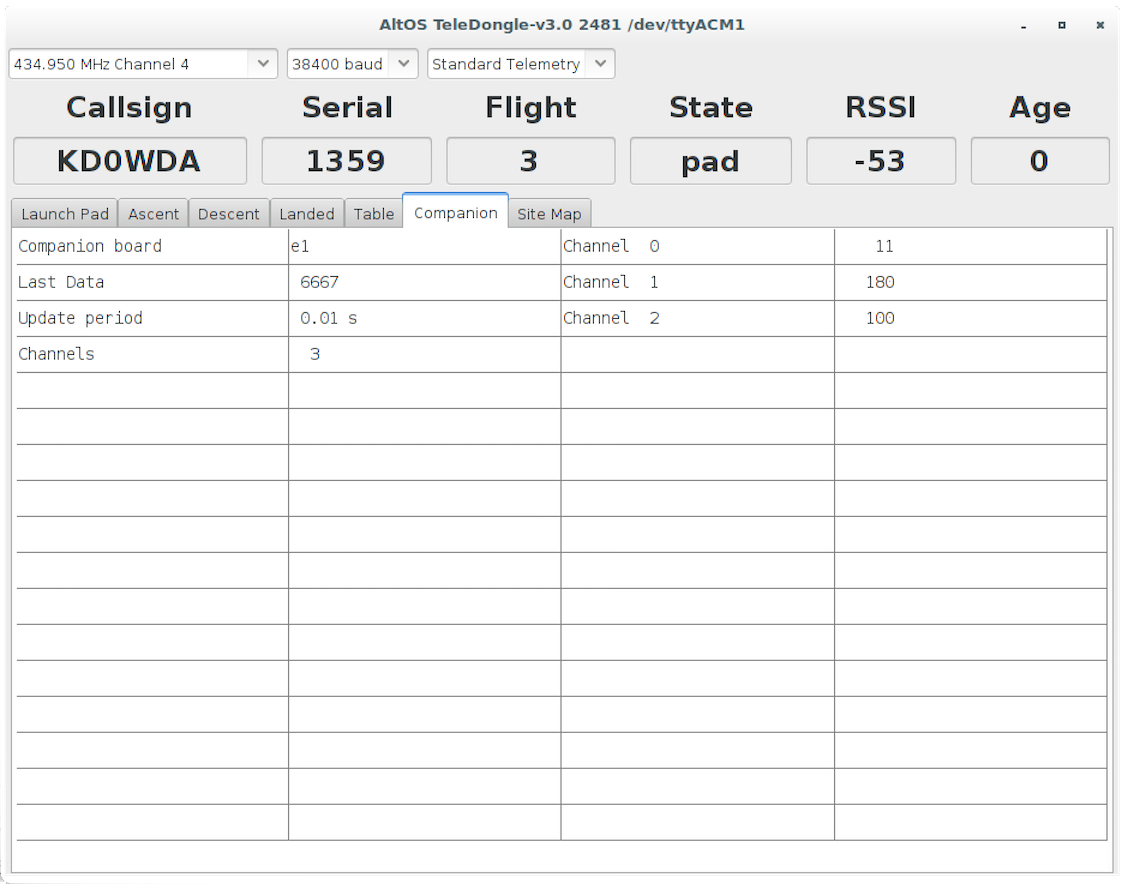 AltOS TeleDongle-v3.0 2481 /dev/ttyACM1
434.950 MHz Channel 4 38400 baud Standard Telemetry
Callsign Serial Flight State RSSI Age
KD0WDA 1359 3 pad -53 0
Launch Pad Ascent Descent Landed Table Companion Site Map
Companion board e1 Channel 0 11
Last Data 6667 Channel 1 180
Update period 0.01 s Channel 2 100
Channels 3